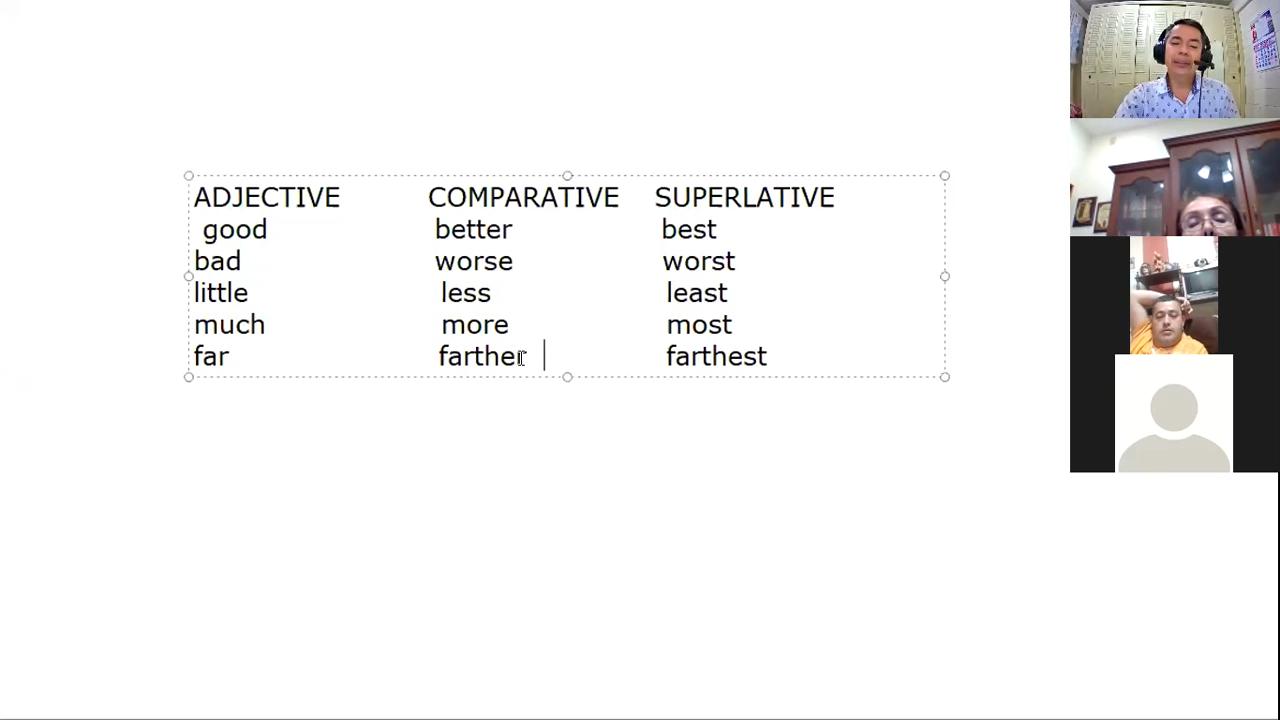 ADJECTIVE COMPARATIVE SUPERLATIVE
good better best
bad worse worst
little less least
much more most
far farther farthest